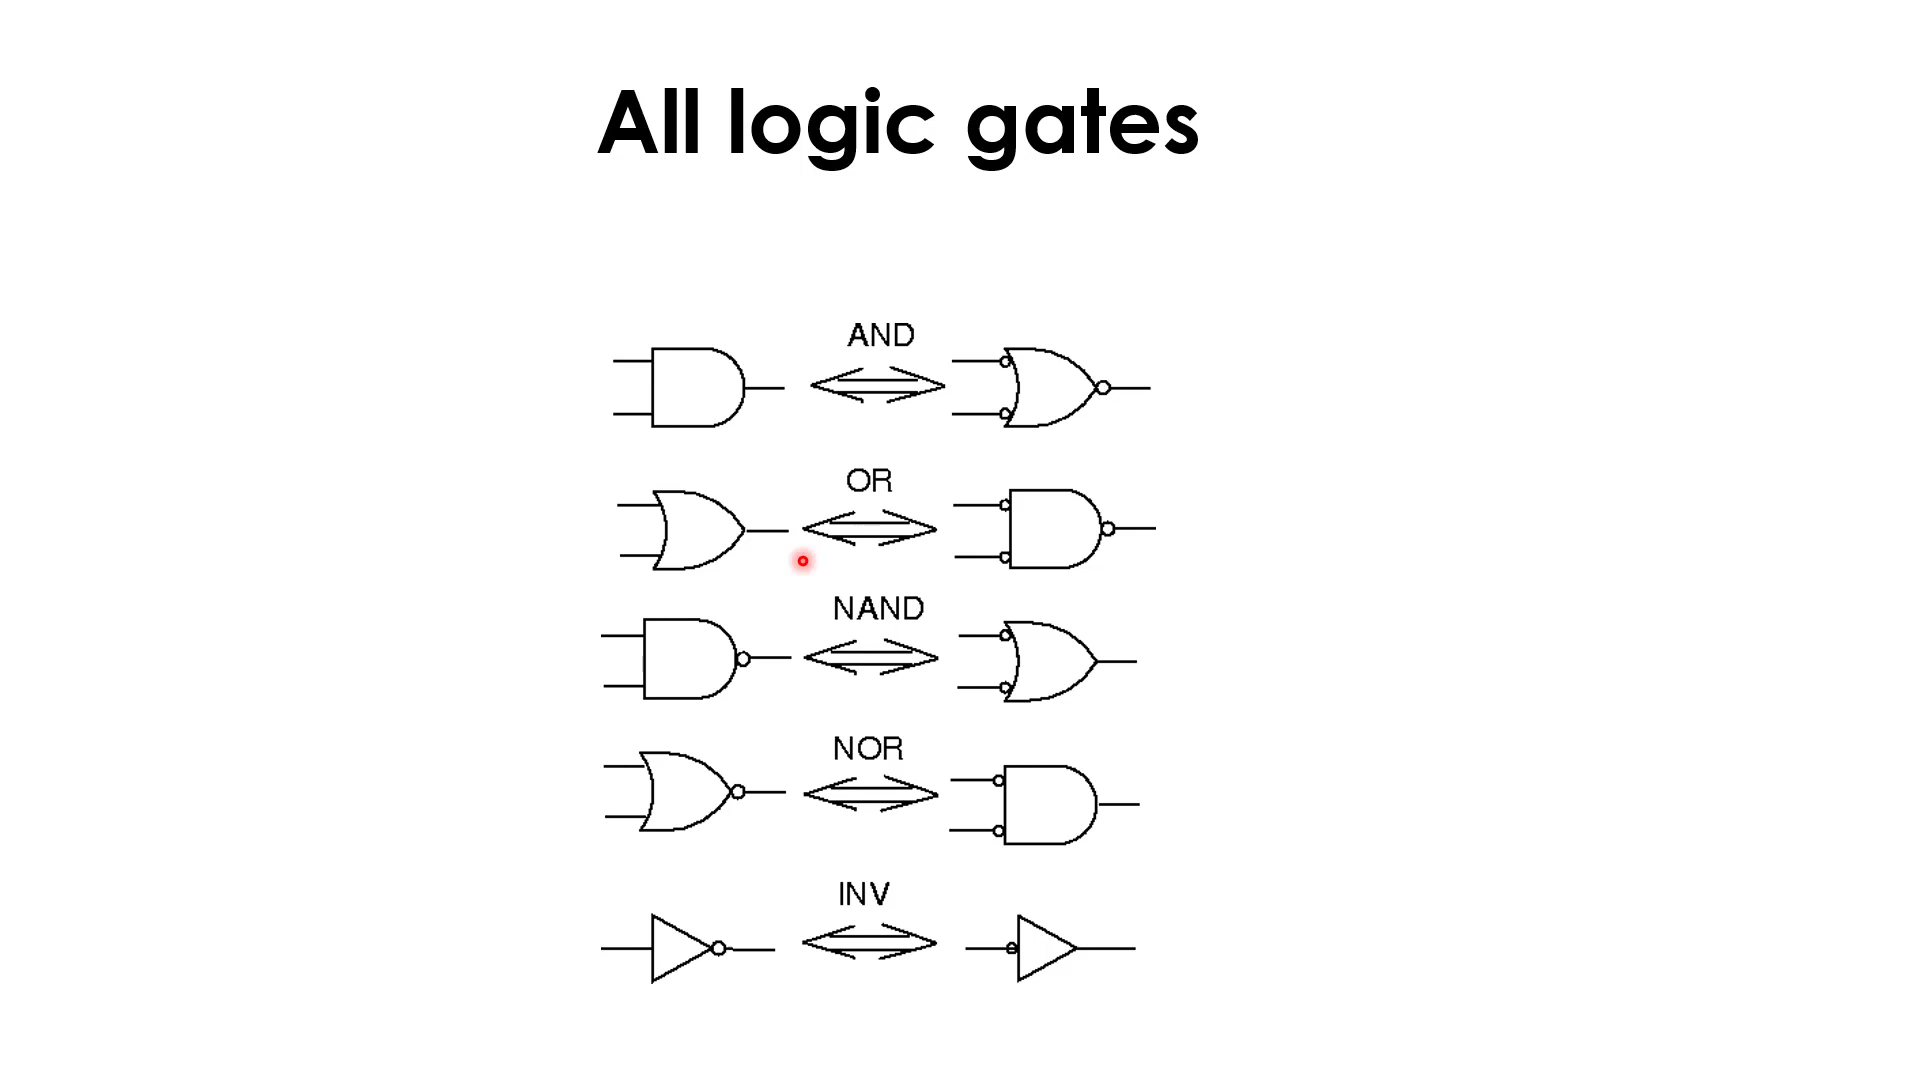 All logic gates
AND
OR
NAND
NOR
INV